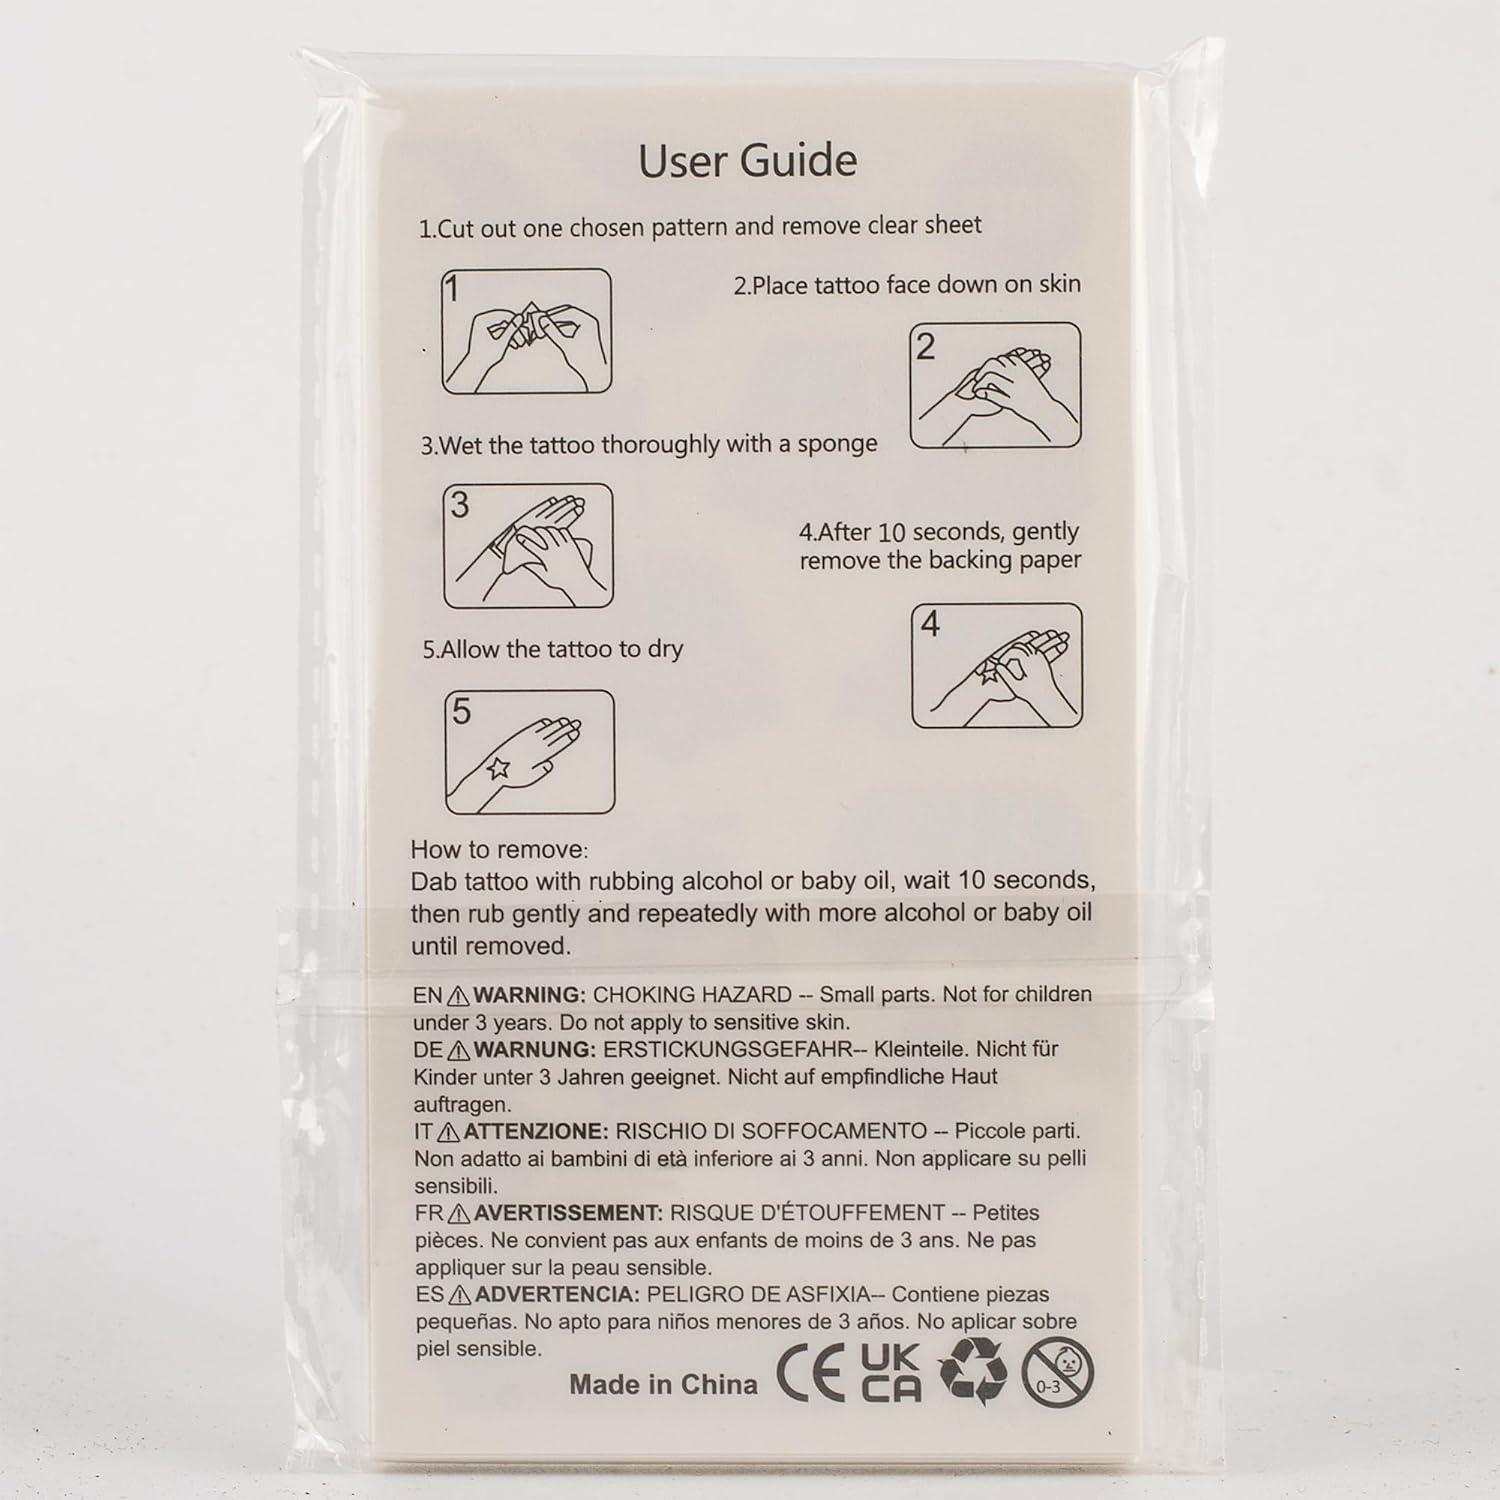 User Guide
1.Cut out one chosen pattern and remove clear sheet
1
2.Place tattoo face down on skin
2
3.Wet the tattoo thoroughly with a sponge
3
4.After 10 seconds, gently
remove the backing paper
4
5.Allow the tattoo to dry
5
How to remove:
Dab tattoo with rubbing alcohol or baby oil, wait 10 seconds,
then rub gently and repeatedly with more alcohol or baby oil
until removed.
EN⚠WARNING: CHOKING HAZARD -- Small parts. Not for children
under 3 years. Do not apply to sensitive skin.
DE⚠WARNUNG: ERSTICKUNGSGEFAHR-- Kleinteile. Nicht für
Kinder unter 3 Jahren geeignet. Nicht auf empfindliche Haut
auftragen.
IT⚠ATTENZIONE: RISCHIO DI SOFFOCAMENTO -- Piccole parti.
Non adatto ai bambini di età inferiore ai 3 anni. Non applicare su pelli
sensibili.
FR⚠AVERTISSEMENT: RISQUE D'ÉTOUFFEMENT -- Petites
pièces. Ne convient pas aux enfants de moins de 3 ans. Ne pas
appliquer sur la peau sensible.
ES⚠ADVERTENCIA: PELIGRO DE ASFIXIA-- Contiene piezas
pequeñas. No apto para niños menores de 3 años. No aplicar sobre
piel sensible.
Made in China CE UK
CA
0-3